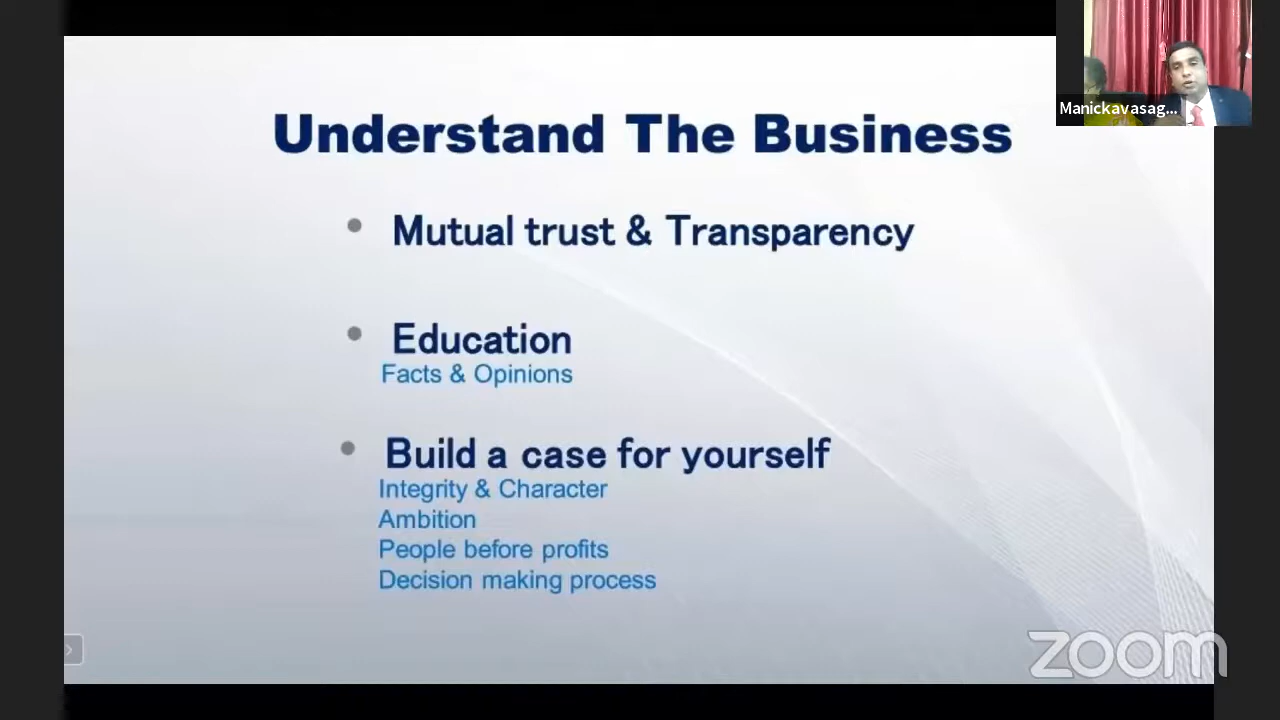 Manickavasag...
Understand The Business
Mutual trust & Transparency
Education
Facts & Opinions
Build a case for yourself
Integrity & Character
Ambition
People before profits
Decision making process
zoom